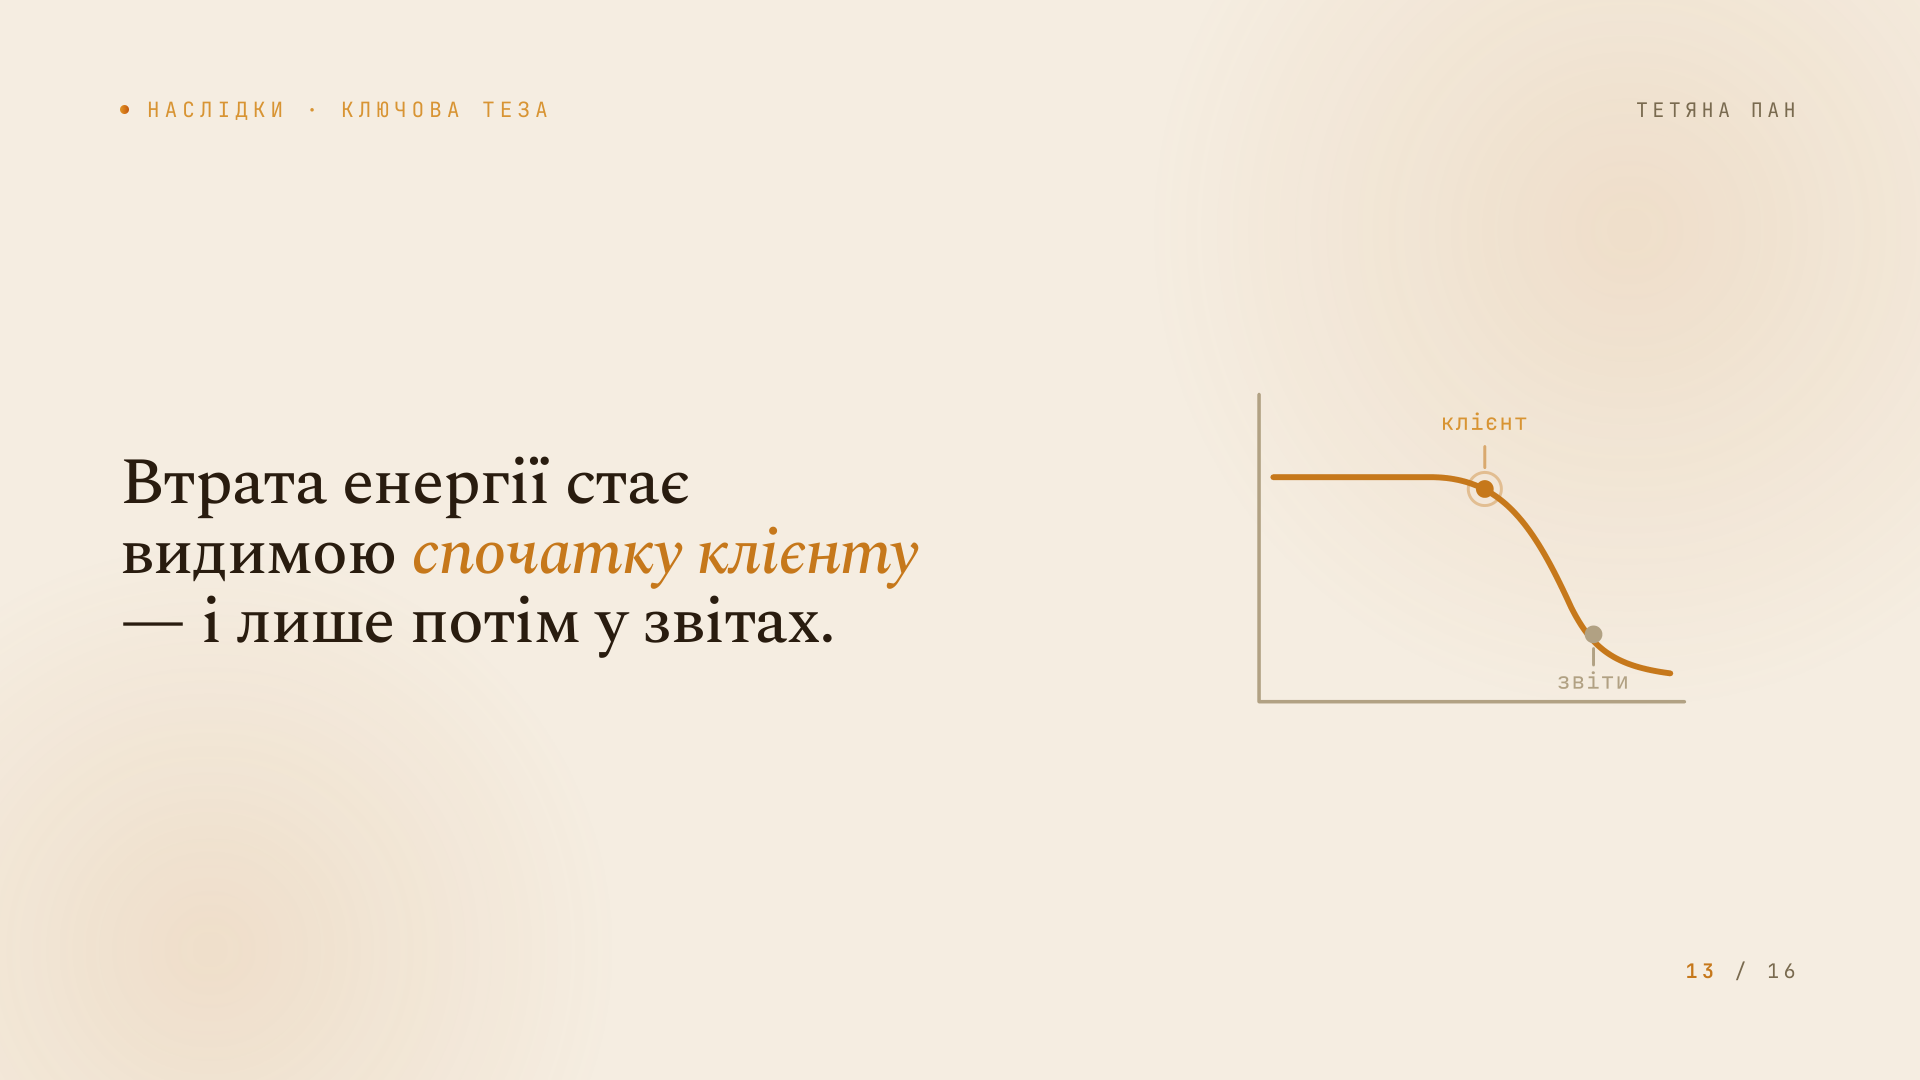 НАСЛІДКИ · КЛЮЧОВА ТЕЗА
ТЕТЯНА ПАН
Втрата енергії стає
видимою спочатку клієнту
— і лише потім у звітах.
клієнт
звіти
13 / 16